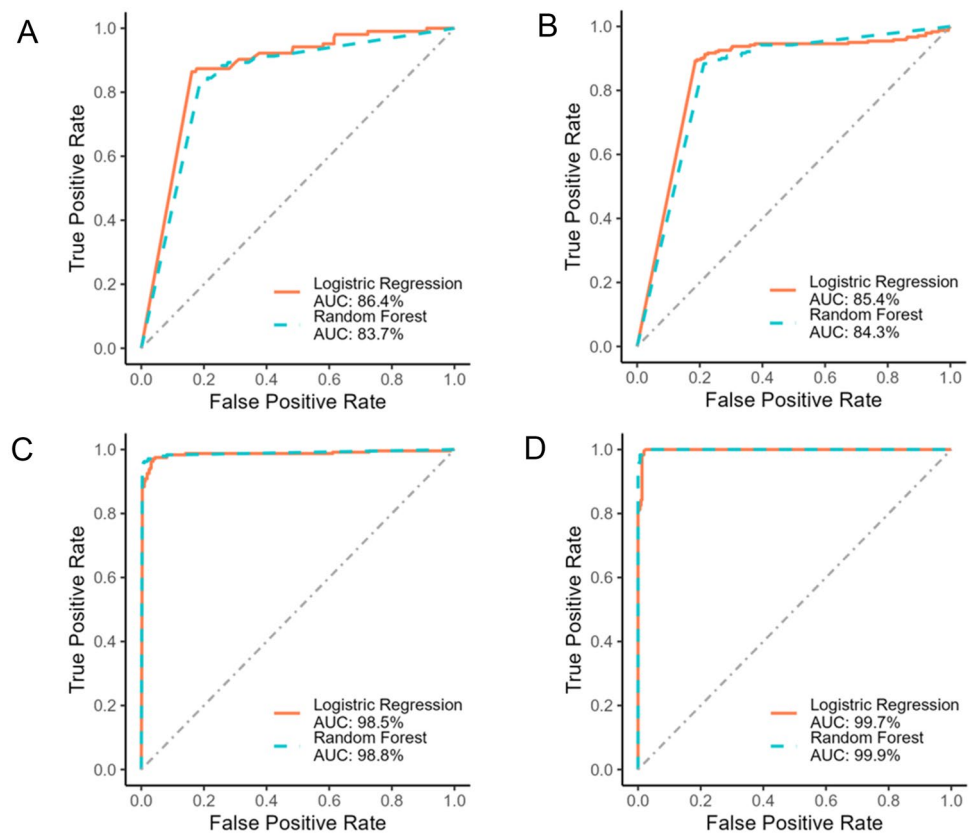 A
True Positive Rate
1.0
0.8
0.6
0.4
0.2
0.0
Logistric Regression
AUC: 86.4%
Random Forest
AUC: 83.7%
0.0 0.2 0.4 0.6 0.8 1.0
False Positive Rate
B
True Positive Rate
1.0
0.8
0.6
0.4
0.2
0.0
Logistric Regression
AUC: 85.4%
Random Forest
AUC: 84.3%
0.0 0.2 0.4 0.6 0.8 1.0
False Positive Rate
C
True Positive Rate
1.0
0.8
0.6
0.4
0.2
0.0
Logistric Regression
AUC: 98.5%
Random Forest
AUC: 98.8%
0.0 0.2 0.4 0.6 0.8 1.0
False Positive Rate
D
True Positive Rate
1.0
0.8
0.6
0.4
0.2
0.0
Logistric Regression
AUC: 99.7%
Random Forest
AUC: 99.9%
0.0 0.2 0.4 0.6 0.8 1.0
False Positive Rate